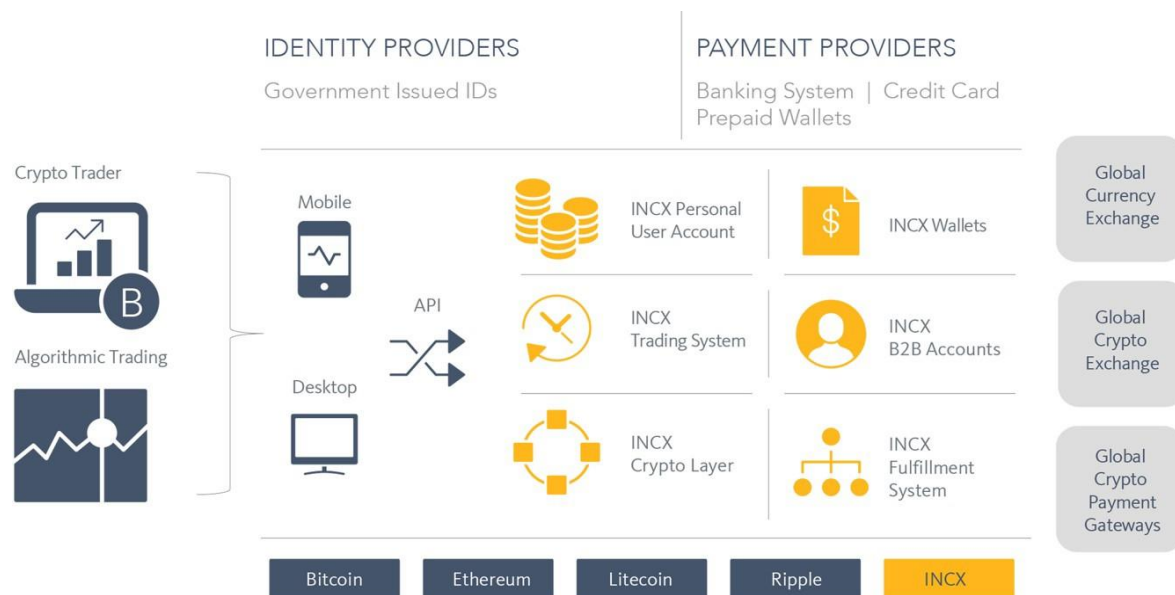 IDENTITY PROVIDERS
Government Issued IDs
PAYMENT PROVIDERS
Banking System | Credit Card
Prepaid Wallets
Crypto Trader
B
Algorithmic Trading
Mobile
Desktop
API
INCX Personal
User Account
$
INCX Wallets
INCX
Trading System
INCX
B2B Accounts
INCX
Crypto Layer
INCX
Fulfillment
System
Global
Currency
Exchange
Global
Crypto
Exchange
Global
Crypto
Payment
Gateways
Bitcoin
Ethereum
Litecoin
Ripple
INCX